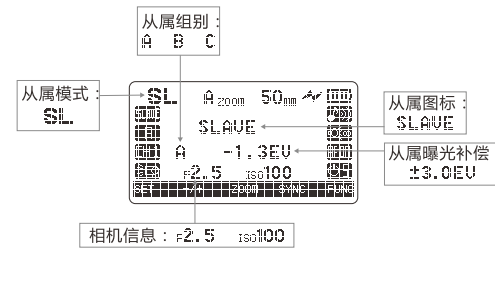 从属组别：
A B C
从属模式：
SL
SL A ZOOM 50mm
SLAVE
A -1.3EV
F2.5 ISO100
SET -/+ ZOOM SYNC FUNC
从属图标：
SLAVE
从属曝光补偿
±3.0EV
相机信息：F2.5 ISO100